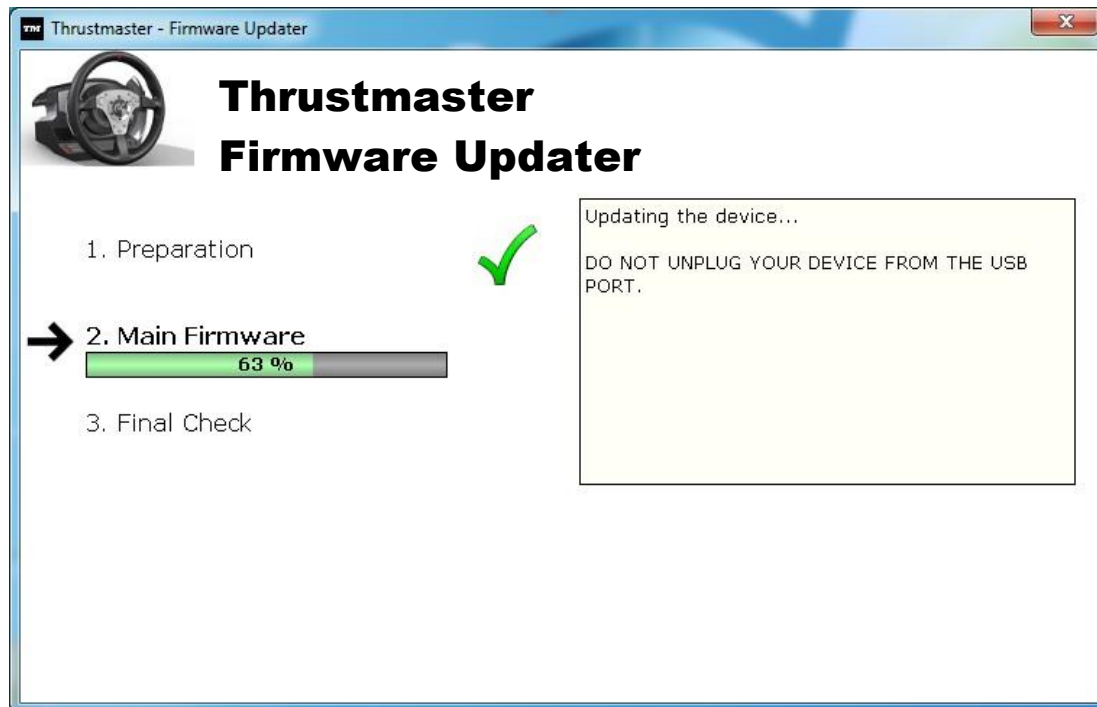 TM Thrustmaster - Firmware Updater
Thrustmaster
Firmware Updater
1. Preparation
2. Main Firmware
63 %
3. Final Check
Updating the device...
DO NOT UNPLUG YOUR DEVICE FROM THE USB
PORT.